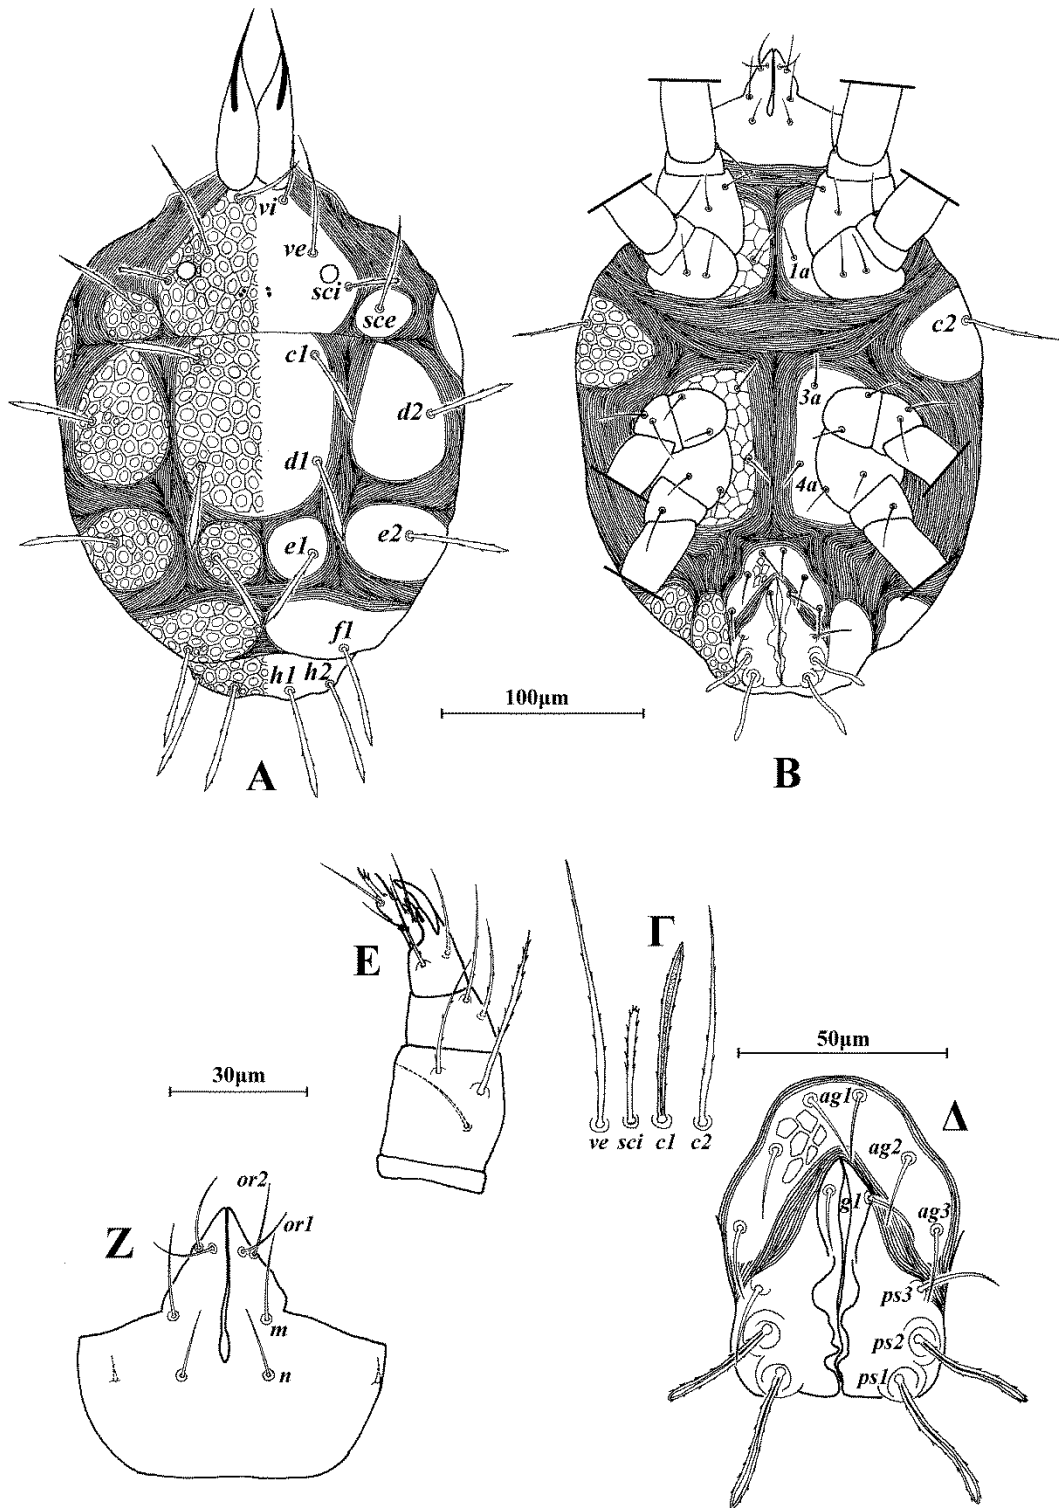 vi
ve
sci
sce
c1
d2
d1
e1
e2
f1
h1 h2
A
1a
c2
3a
4a
B
100μm
E
Γ
ve sci c1 c2
30μm
or2
or1
Z
m
n
50μm
Δ
ag1
ag2
g1
ag3
ps3
ps2
ps1